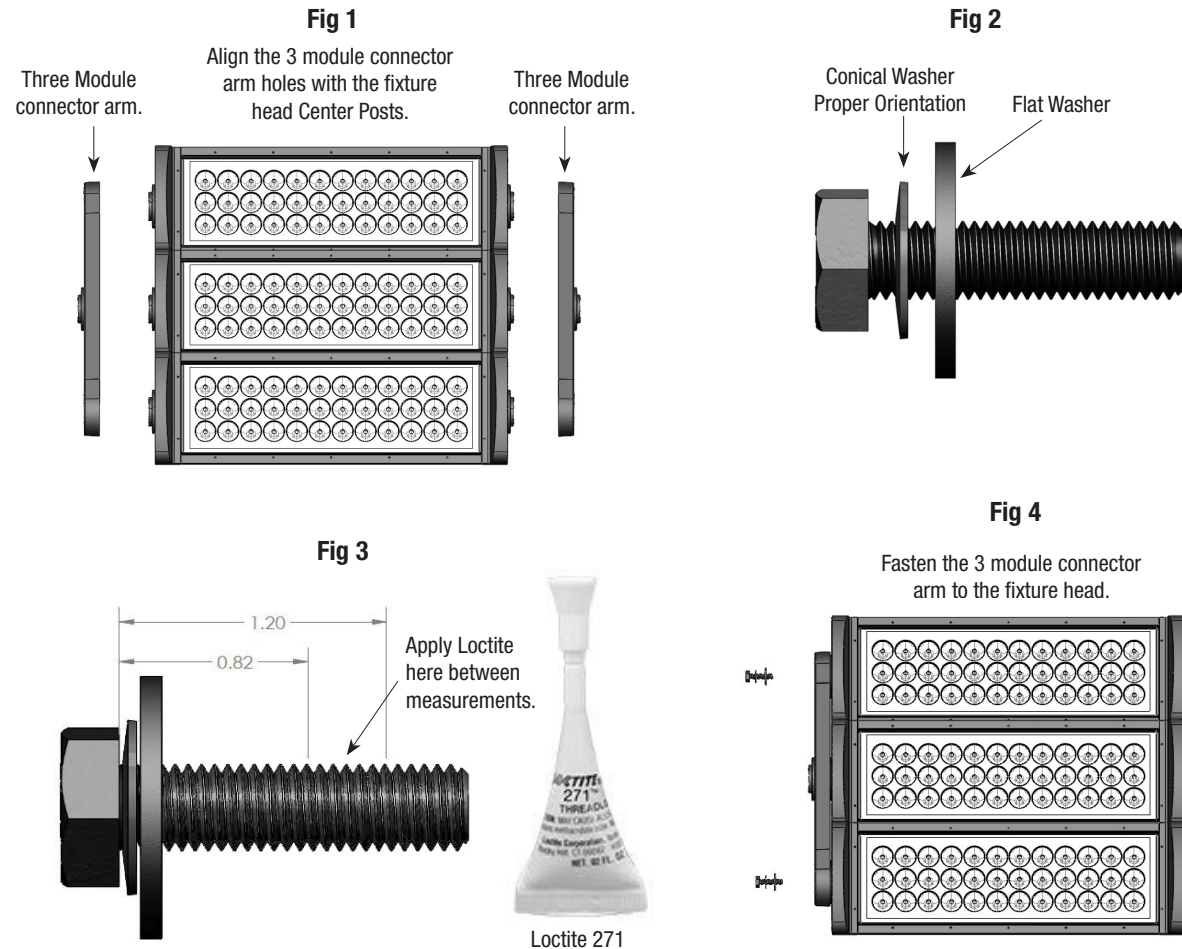 Fig 1
Align the 3 module connector
arm holes with the fixture
head Center Posts.
Three Module
connector arm.
Three Module
connector arm.
Fig 2
Conical Washer
Proper Orientation
Flat Washer
Fig 3
1.20
0.82
Apply Loctite
here between
measurements.
271™
Loctite Corporation,
Loctite 271
Fig 4
Fasten the 3 module connector
arm to the fixture head.